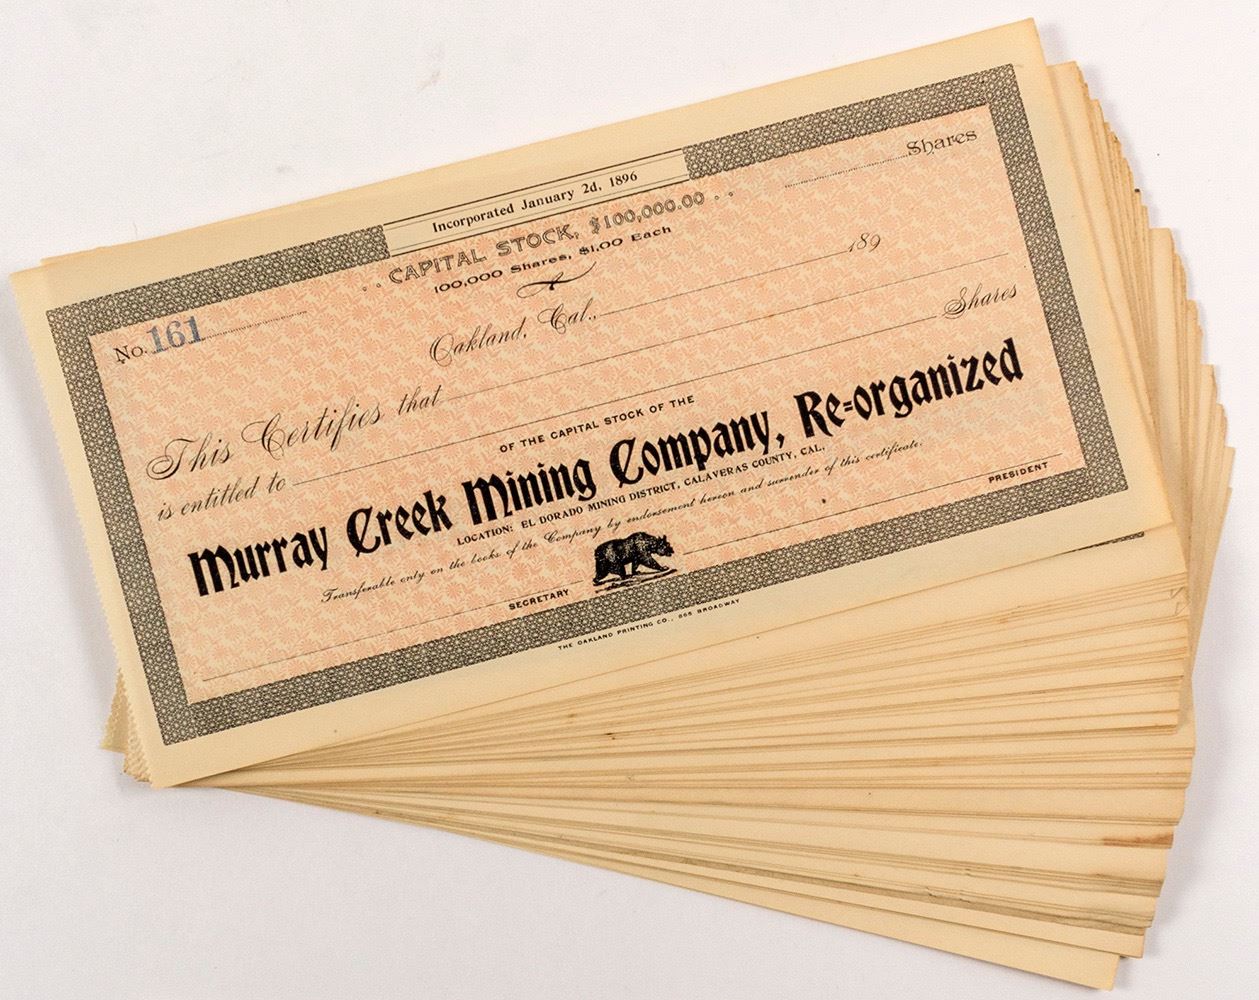 Incorporated January 2d, 1896
Shares
CAPITAL STOCK, $100,000.00
100,000 Shares, $1.00 Each
No. 161
Oakland, Cal., 189
This Certifies that
is entitled to Shares
OF THE CAPITAL STOCK OF THE
Murray Creek Mining Company, Re-organized
LOCATION: EL DORADO MINING DISTRICT, CALAVERAS COUNTY, CAL.
Transferable only on the books of the Company by endorsement hereon and surrender of this certificate.
SECRETARY
PRESIDENT
THE OAKLAND PRINTING CO., BROADWAY